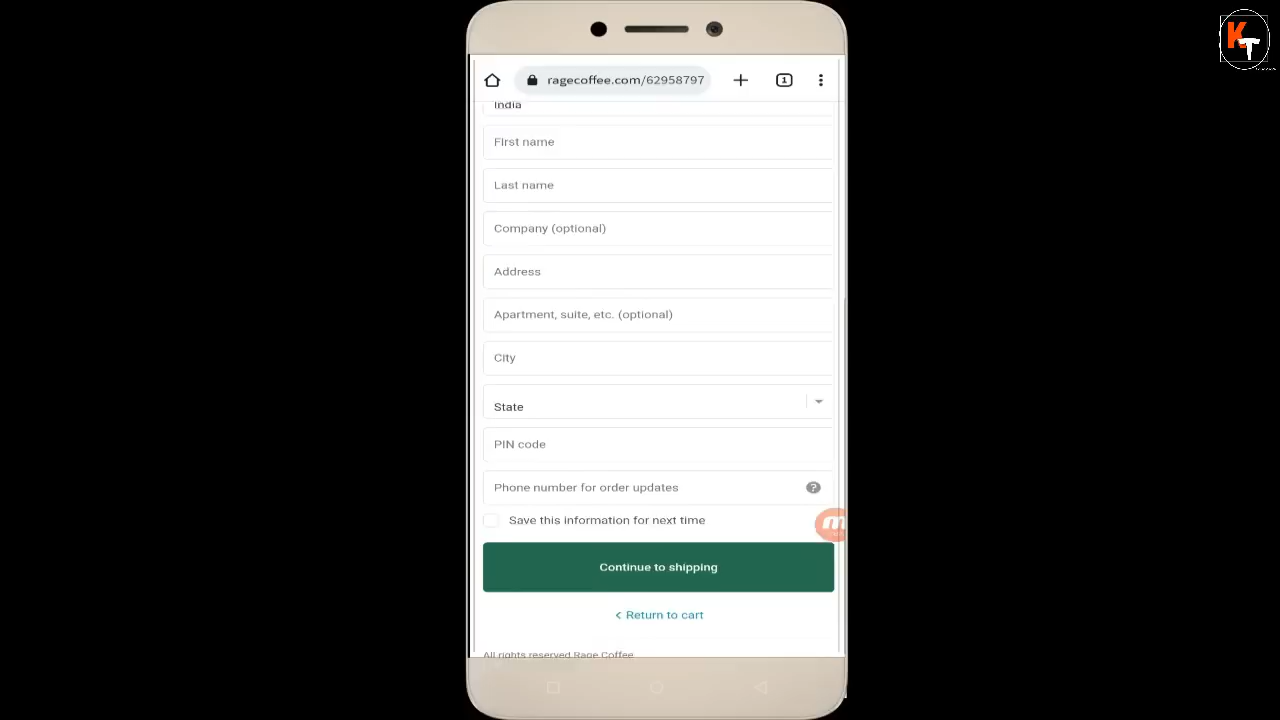 KT
ragecoffee.com/62958797
1
India
First name
Last name
Company (optional)
Address
Apartment, suite, etc. (optional)
City
State
PIN code
Phone number for order updates
?
Save this information for next time
m
Continue to shipping
< Return to cart
All rights reserved Rage Coffee